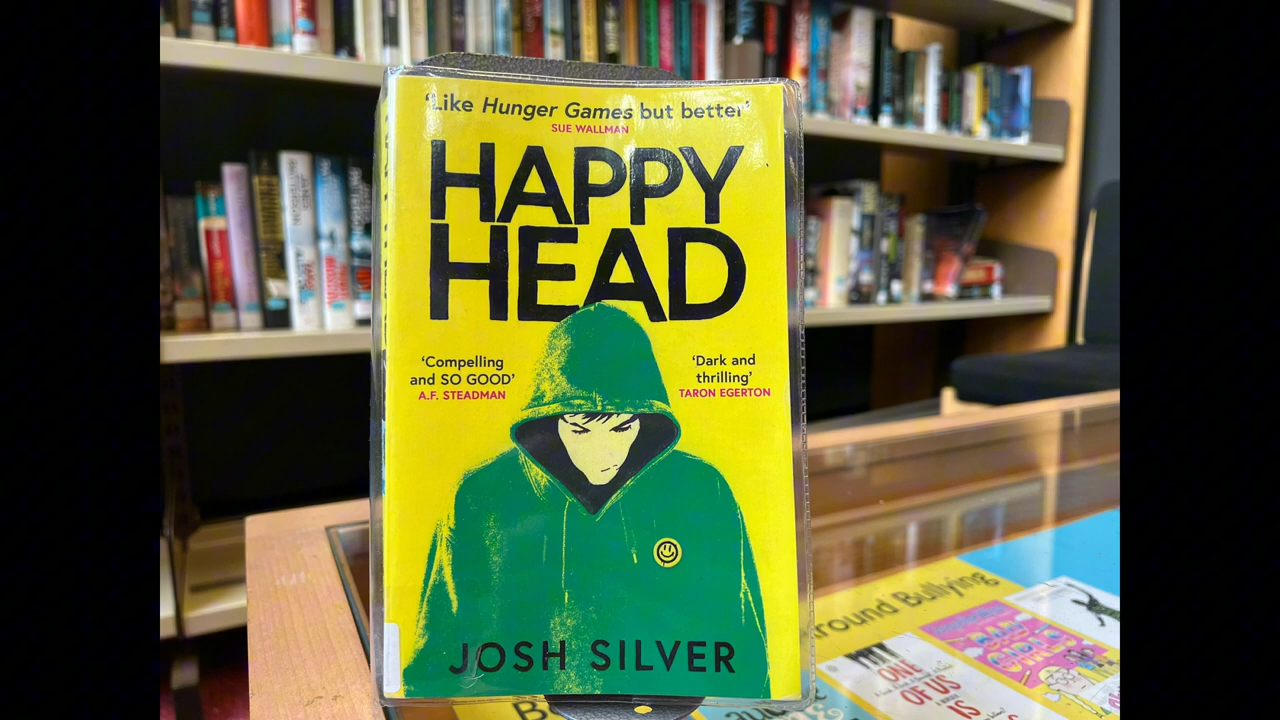 ‘Like Hunger Games but better’
SUE WALLMAN
HAPPY
HEAD
‘Compelling
and SO GOOD’
A.F. STEADMAN
‘Dark and
thrilling’
TARON EGERTON
JOSH SILVER
round Bullying
ONE
OF US
IS